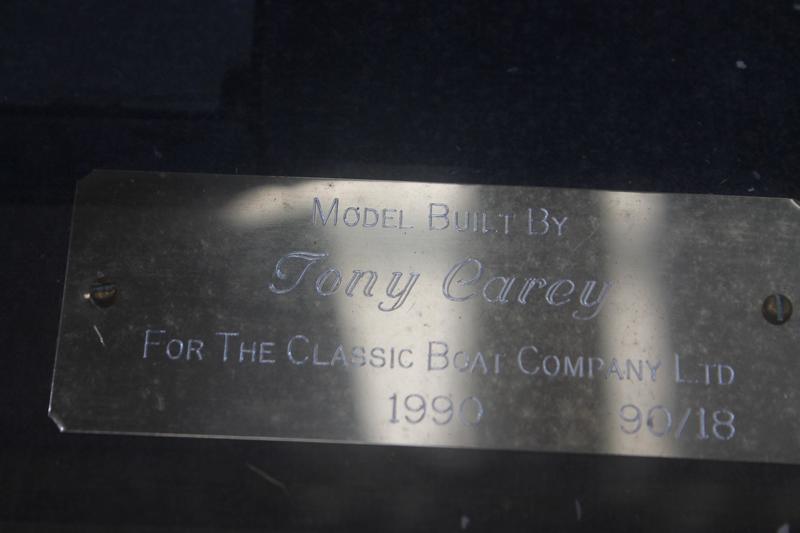 MODEL BUILT BY
Tony Carey
FOR THE CLASSIC BOAT COMPANY LTD
1990 90/18